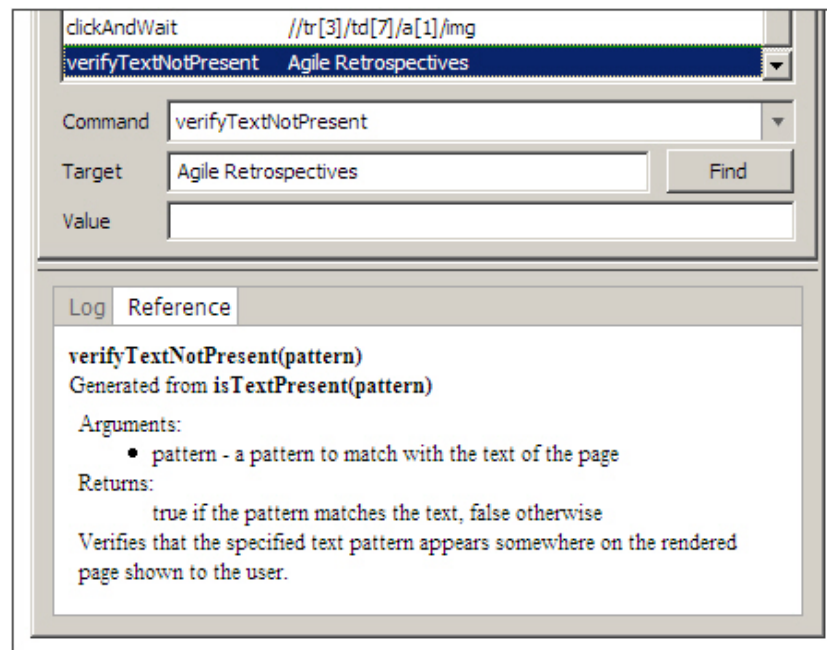 clickAndWait //tr[3]/td[7]/a[1]/img
verifyTextNotPresent Agile Retrospectives
Command verifyTextNotPresent
Target Agile Retrospectives Find
Value
Log Reference
verifyTextNotPresent(pattern)
Generated from isTextPresent(pattern)
Arguments:
• pattern - a pattern to match with the text of the page
Returns:
true if the pattern matches the text, false otherwise
Verifies that the specified text pattern appears somewhere on the rendered
page shown to the user.